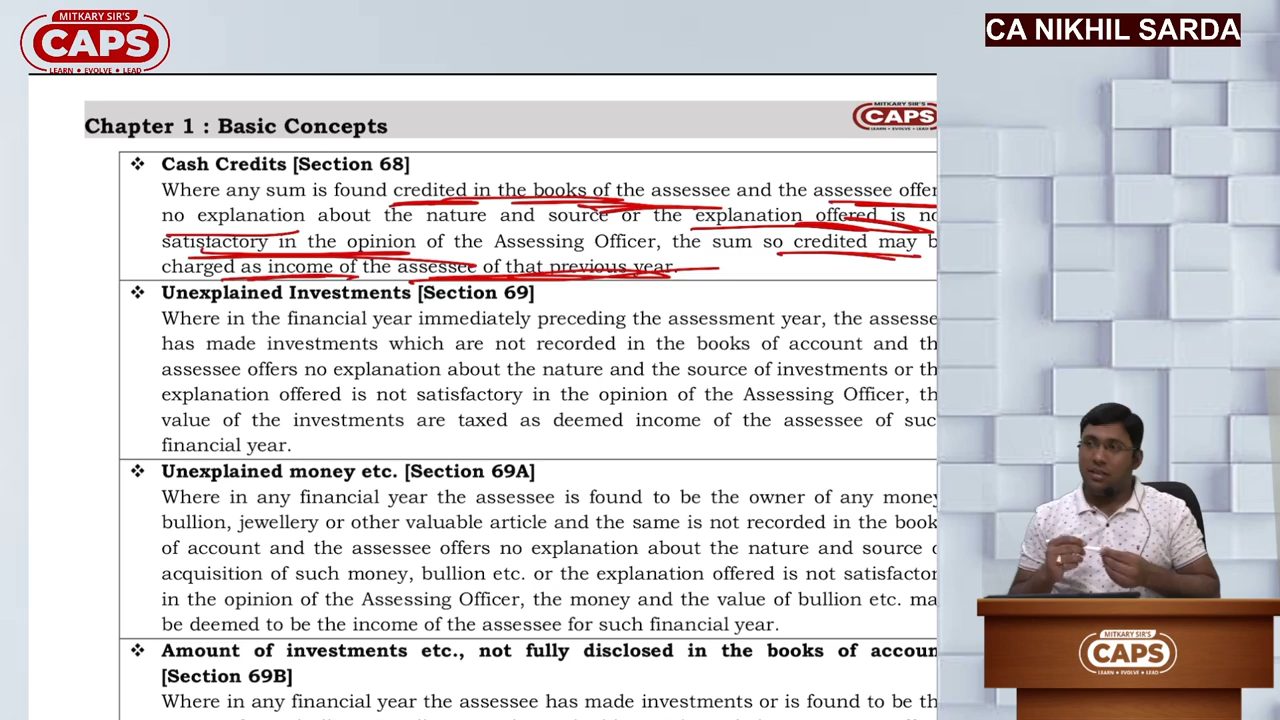 MITKARY SIR'S
CAPS
LEARN • EVOLVE • LEAD
CA NIKHIL SARDA
Chapter 1 : Basic Concepts
MITKARY SIR'S
CAPS
LEARN • EVOLVE • LEAD
❖ Cash Credits [Section 68]
Where any sum is found credited in the books of the assessee and the assessee offer
no explanation about the nature and source or the explanation offered is no
satisfactory in the opinion of the Assessing Officer, the sum so credited may b
charged as income of the assessee of that previous year.
❖ Unexplained Investments [Section 69]
Where in the financial year immediately preceding the assessment year, the assesse
has made investments which are not recorded in the books of account and th
assessee offers no explanation about the nature and the source of investments or th
explanation offered is not satisfactory in the opinion of the Assessing Officer, th
value of the investments are taxed as deemed income of the assessee of suc
financial year.
❖ Unexplained money etc. [Section 69A]
Where in any financial year the assessee is found to be the owner of any money
bullion, jewellery or other valuable article and the same is not recorded in the book
of account and the assessee offers no explanation about the nature and source o
acquisition of such money, bullion etc. or the explanation offered is not satisfactor
in the opinion of the Assessing Officer, the money and the value of bullion etc. ma
be deemed to be the income of the assessee for such financial year.
❖ Amount of investments etc., not fully disclosed in the books of accoun
[Section 69B]
Where in any financial year the assessee has made investments or is found to be th
MITKARY SIR'S
CAPS
LEARN • EVOLVE • LEAD